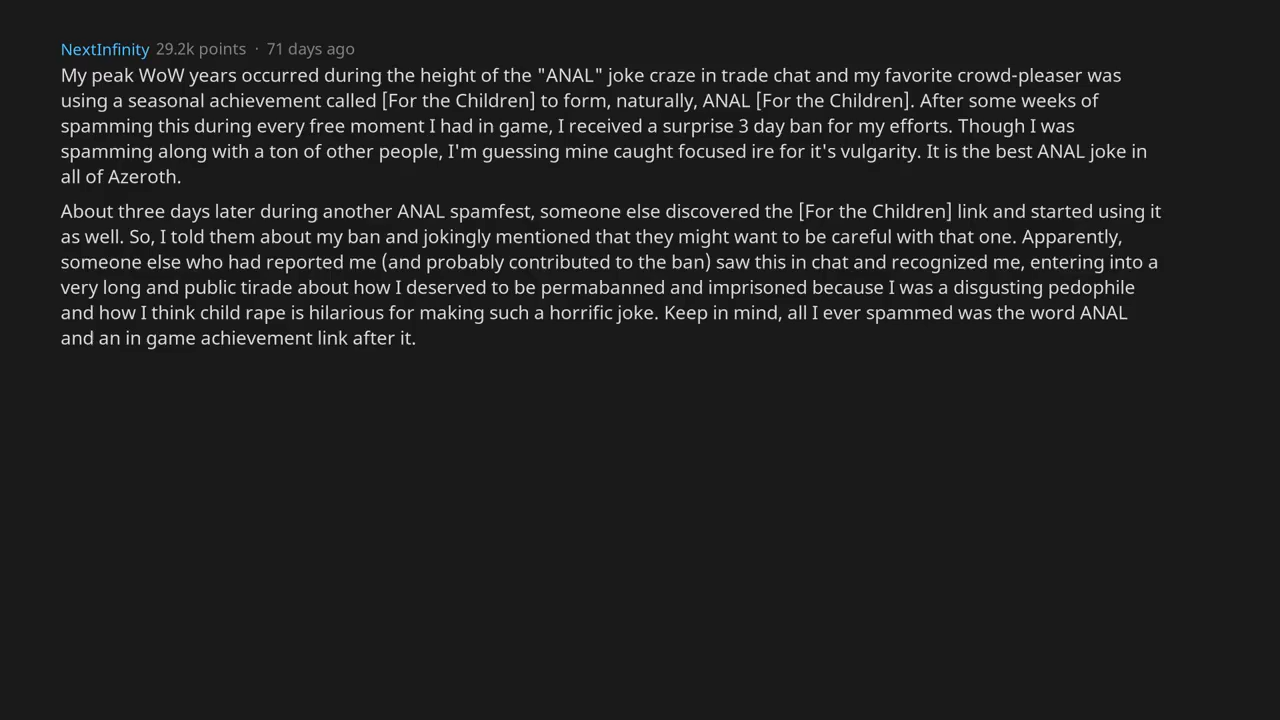 NextInfinity 29.2k points · 71 days ago
My peak WoW years occurred during the height of the "ANAL" joke craze in trade chat and my favorite crowd-pleaser was
using a seasonal achievement called [For the Children] to form, naturally, ANAL [For the Children]. After some weeks of
spamming this during every free moment I had in game, I received a surprise 3 day ban for my efforts. Though I was
spamming along with a ton of other people, I'm guessing mine caught focused ire for it's vulgarity. It is the best ANAL joke in
all of Azeroth.
About three days later during another ANAL spamfest, someone else discovered the [For the Children] link and started using it
as well. So, I told them about my ban and jokingly mentioned that they might want to be careful with that one. Apparently,
someone else who had reported me (and probably contributed to the ban) saw this in chat and recognized me, entering into a
very long and public tirade about how I deserved to be permabanned and imprisoned because I was a disgusting pedophile
and how I think child rape is hilarious for making such a horrific joke. Keep in mind, all I ever spammed was the word ANAL
and an in game achievement link after it.